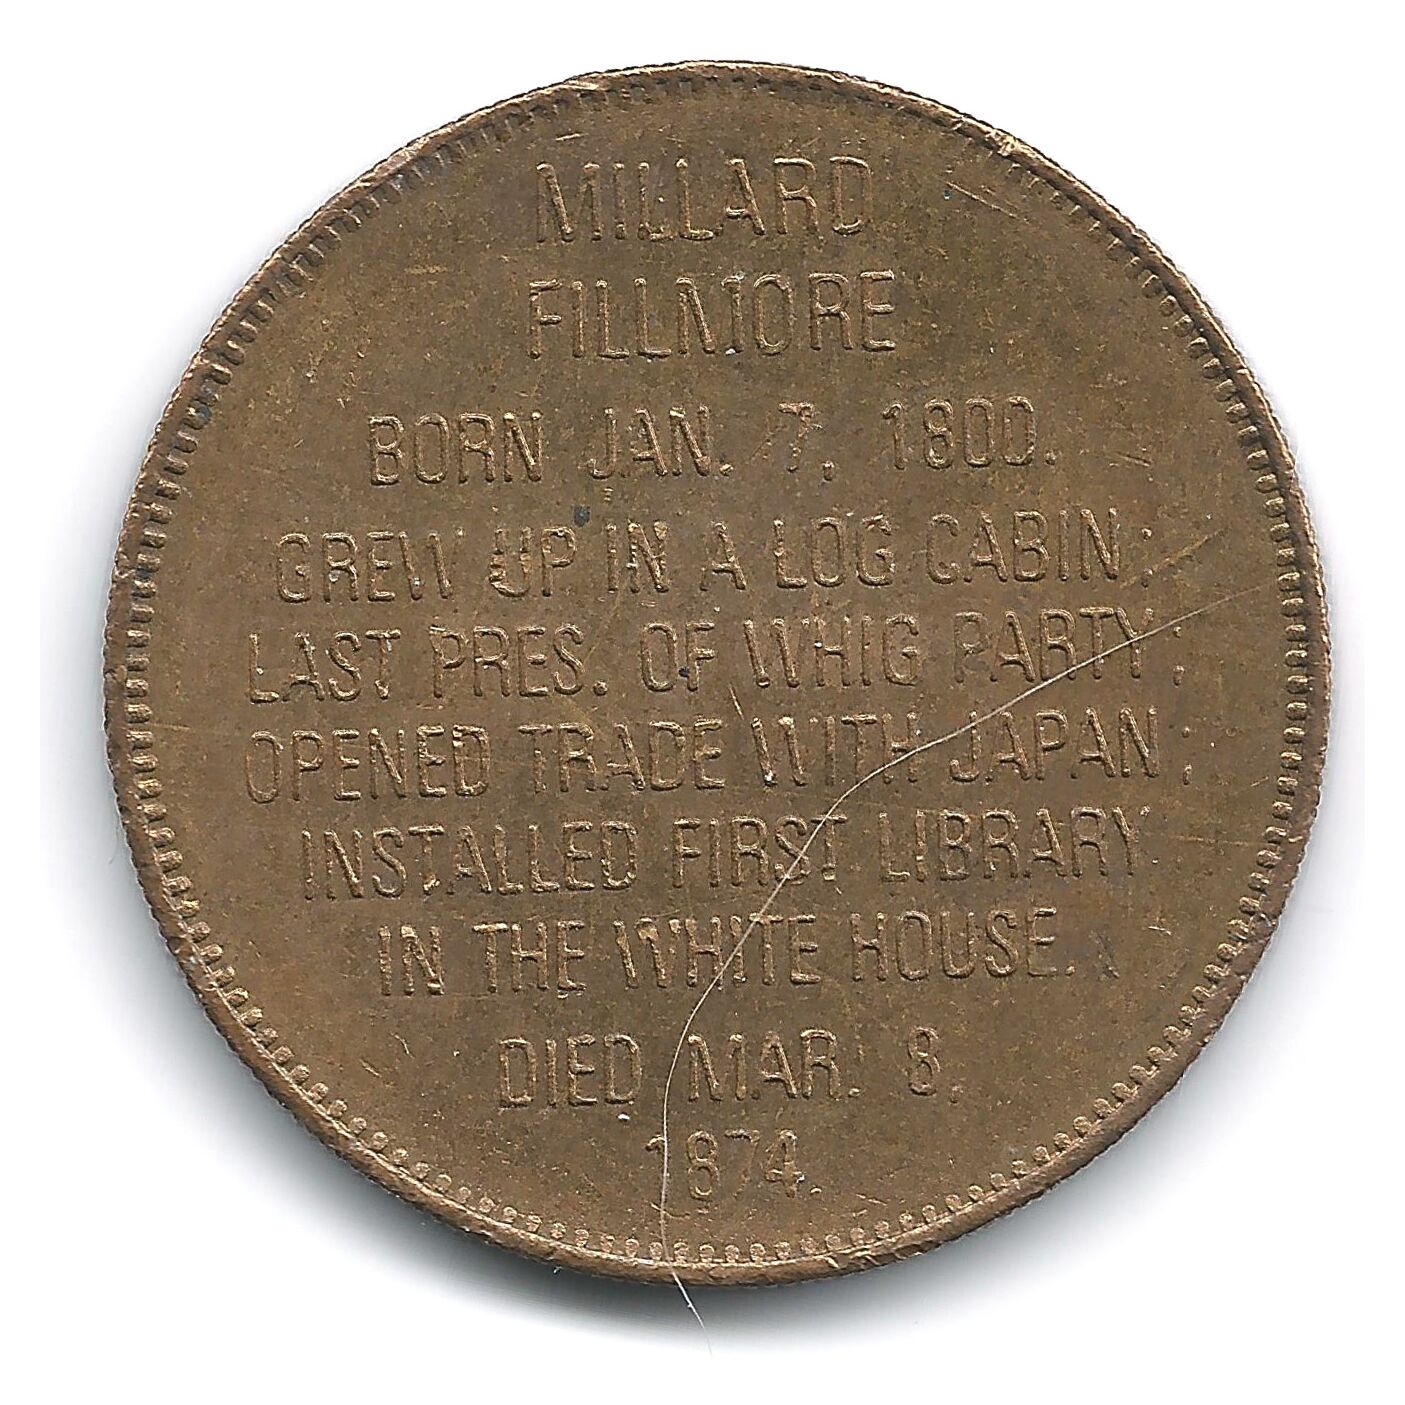 MILLARD
FILLMORE
BORN JAN. 7, 1800.
GREW UP IN A LOG CABIN;
LAST PRES. OF WHIG PARTY;
OPENED TRADE WITH JAPAN;
INSTALLED FIRST LIBRARY
IN THE WHITE HOUSE.
DIED MAR. 8,
1874.